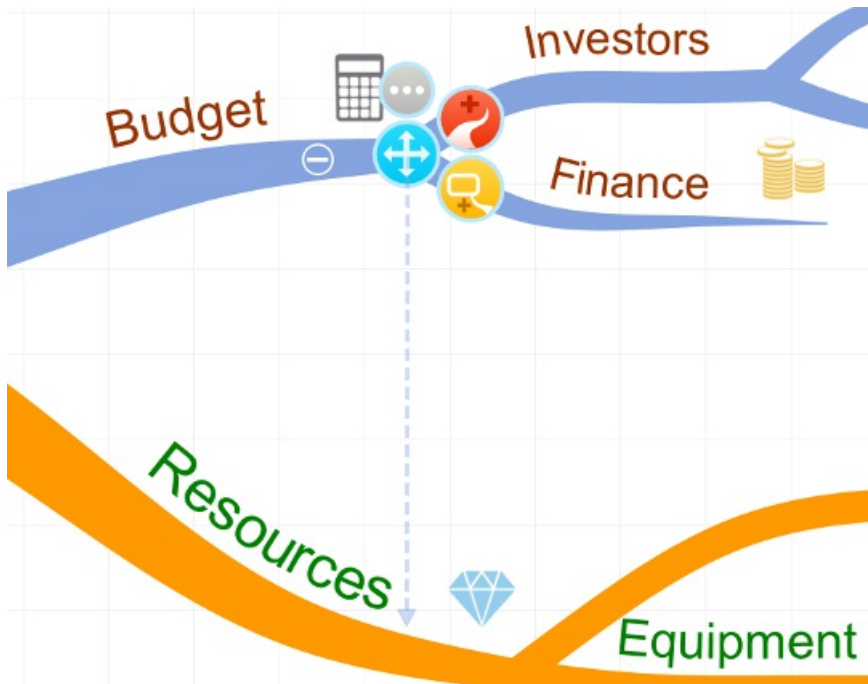 Investors
Budget
Finance
Resources
Equipment